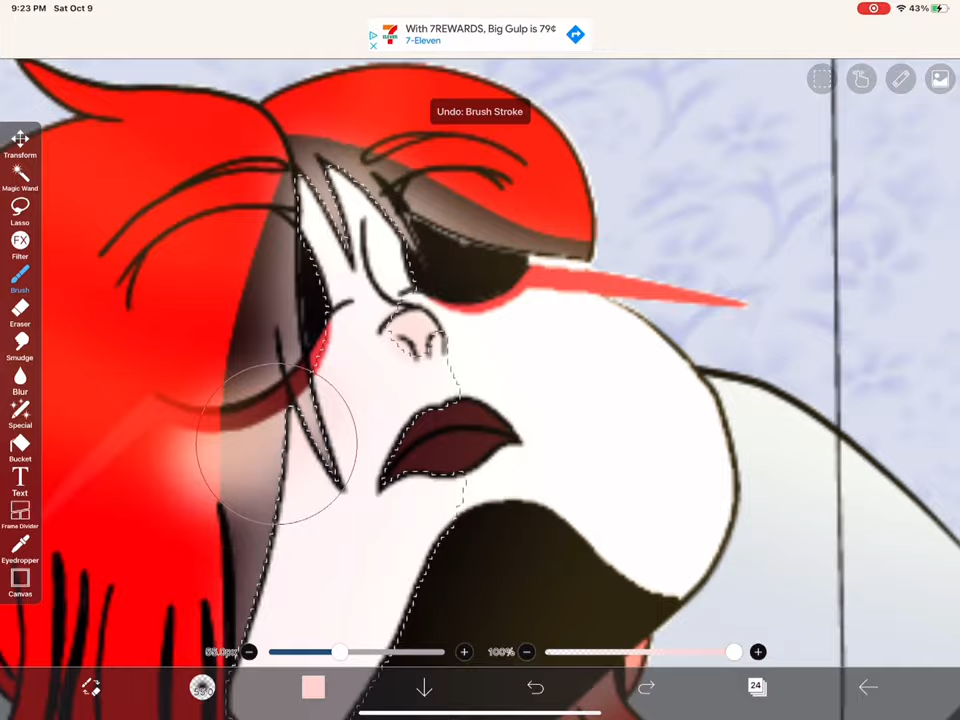 9:23 PM Sat Oct 9
43%
With 7REWARDS, Big Gulp is 79¢
7-Eleven
Undo: Brush Stroke
Transform
Magic Wand
Lasso
FX
Filter
Brush
Eraser
Smudge
Blur
Special
Bucket
T
Text
Frame Divider
Eyedropper
Canvas
100%
24